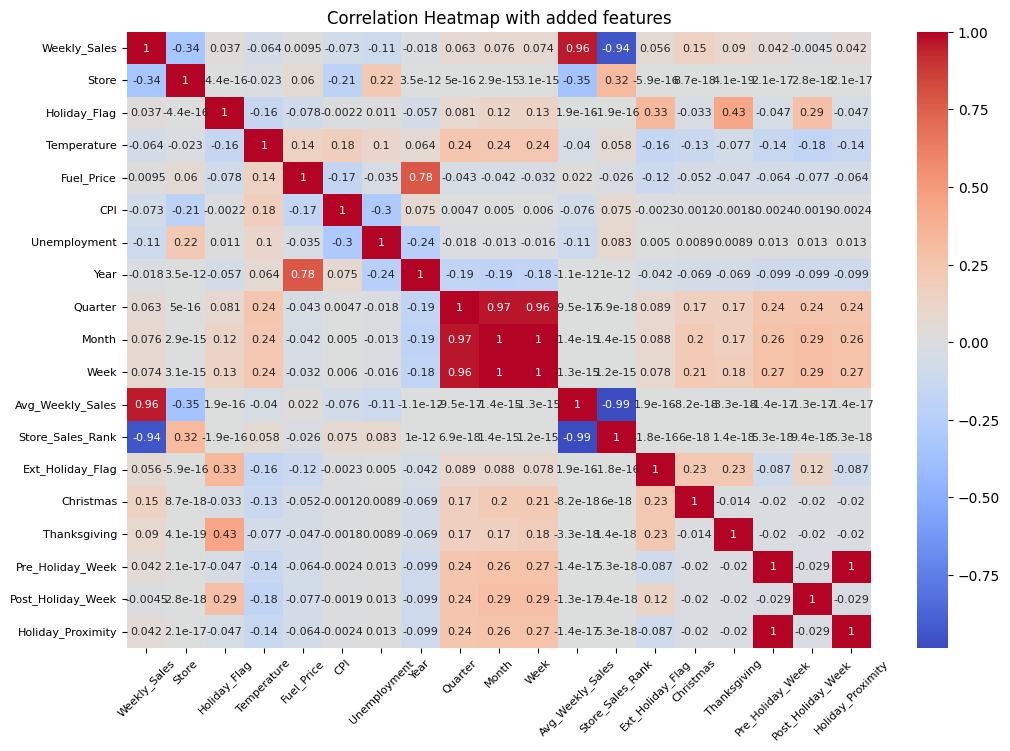 Correlation Heatmap with added features
Weekly_Sales 1 -0.34 0.037 -0.064 0.0095 -0.073 -0.11 -0.018 0.063 0.076 0.074 0.96 -0.94 0.056 0.15 0.09 0.042 -0.0045 0.042
Store -0.34 1 4.4e-16 -0.023 0.06 -0.21 0.22 3.5e-12 5e-16 2.9e-15 3.1e-15 -0.35 0.32 -5.9e-16 8.7e-18 4.1e-19 2.1e-17 2.8e-18 2.1e-17
Holiday_Flag 0.037 -4.4e-16 1 -0.16 -0.078 -0.0022 0.011 -0.057 0.081 0.12 0.13 1.9e-16 -1.9e-16 0.33 -0.033 0.43 -0.047 0.29 -0.047
Temperature -0.064 -0.023 -0.16 1 0.14 0.18 0.1 0.064 0.24 0.24 0.24 -0.04 0.058 -0.16 -0.13 -0.077 -0.14 -0.18 -0.14
Fuel_Price 0.0095 0.06 -0.078 0.14 1 -0.17 -0.035 0.78 -0.043 -0.042 -0.032 0.022 -0.026 -0.12 -0.052 -0.047 -0.064 -0.077 -0.064
CPI -0.073 -0.21 -0.0022 0.18 -0.17 1 -0.3 0.075 0.0047 0.005 0.006 -0.076 0.075 -0.0023 -0.0012 -0.0018 -0.0024 -0.0019 -0.0024
Unemployment -0.11 0.22 0.011 0.1 -0.035 -0.3 1 -0.24 -0.018 -0.013 -0.016 -0.11 0.083 0.005 0.0089 0.0089 0.013 0.013 0.013
Year -0.018 3.5e-12 -0.057 0.064 0.78 0.075 -0.24 1 -0.19 -0.19 -0.18 -1.1e-12 1e-12 -0.042 -0.069 -0.069 -0.099 -0.099 -0.099
Quarter 0.063 5e-16 0.081 0.24 -0.043 0.0047 -0.018 -0.19 1 0.97 0.96 -9.5e-17 6.9e-18 0.089 0.17 0.17 0.24 0.24 0.24
Month 0.076 2.9e-15 0.12 0.24 -0.042 0.005 -0.013 -0.19 0.97 1 1 -1.4e-15 1.4e-15 0.088 0.2 0.17 0.26 0.29 0.26
Week 0.074 3.1e-15 0.13 0.24 -0.032 0.006 -0.016 -0.18 0.96 1 1 -1.3e-15 1.2e-15 0.078 0.21 0.18 0.27 0.29 0.27
Avg_Weekly_Sales 0.96 -0.35 1.9e-16 -0.04 0.022 -0.076 -0.11 -1.1e-12 -9.5e-17 -1.4e-15 -1.3e-15 1 -0.99 1.9e-16 -8.2e-18 -3.3e-18 -1.4e-17 -1.3e-17 -1.4e-17
Store_Sales_Rank -0.94 0.32 -1.9e-16 0.058 -0.026 0.075 0.083 1e-12 6.9e-18 1.4e-15 1.2e-15 -0.99 1 -1.8e-16 6e-18 1.4e-18 5.3e-18 9.4e-18 5.3e-18
Ext_Holiday_Flag 0.056 -5.9e-16 0.33 -0.16 -0.12 -0.0023 0.005 -0.042 0.089 0.088 0.078 1.9e-16 -1.8e-16 1 0.23 0.23 -0.087 0.12 -0.087
Christmas 0.15 8.7e-18 -0.033 -0.13 -0.052 -0.0012 0.0089 -0.069 0.17 0.2 0.21 -8.2e-18 6e-18 0.23 1 -0.014 -0.02 -0.02 -0.02
Thanksgiving 0.09 4.1e-19 0.43 -0.077 -0.047 -0.0018 0.0089 -0.069 0.17 0.17 0.18 -3.3e-18 1.4e-18 0.23 -0.014 1 -0.02 -0.02 -0.02
Pre_Holiday_Week 0.042 2.1e-17 -0.047 -0.14 -0.064 -0.0024 0.013 -0.099 0.24 0.26 0.27 -1.4e-17 5.3e-18 -0.087 -0.02 -0.02 1 -0.029 1
Post_Holiday_Week -0.0045 2.8e-18 0.29 -0.18 -0.077 -0.0019 0.013 -0.099 0.24 0.29 0.29 -1.3e-17 9.4e-18 0.12 -0.02 -0.02 -0.029 1 -0.029
Holiday_Proximity 0.042 2.1e-17 -0.047 -0.14 -0.064 -0.0024 0.013 -0.099 0.24 0.26 0.27 -1.4e-17 5.3e-18 -0.087 -0.02 -0.02 1 -0.029 1
Weekly_Sales Store Holiday_Flag Temperature Fuel_Price CPI Unemployment Year Quarter Month Week Avg_Weekly_Sales Store_Sales_Rank Ext_Holiday_Flag Christmas Thanksgiving Pre_Holiday_Week Post_Holiday_Week Holiday_Proximity
1.00
0.75
0.50
0.25
0.00
-0.25
-0.50
-0.75